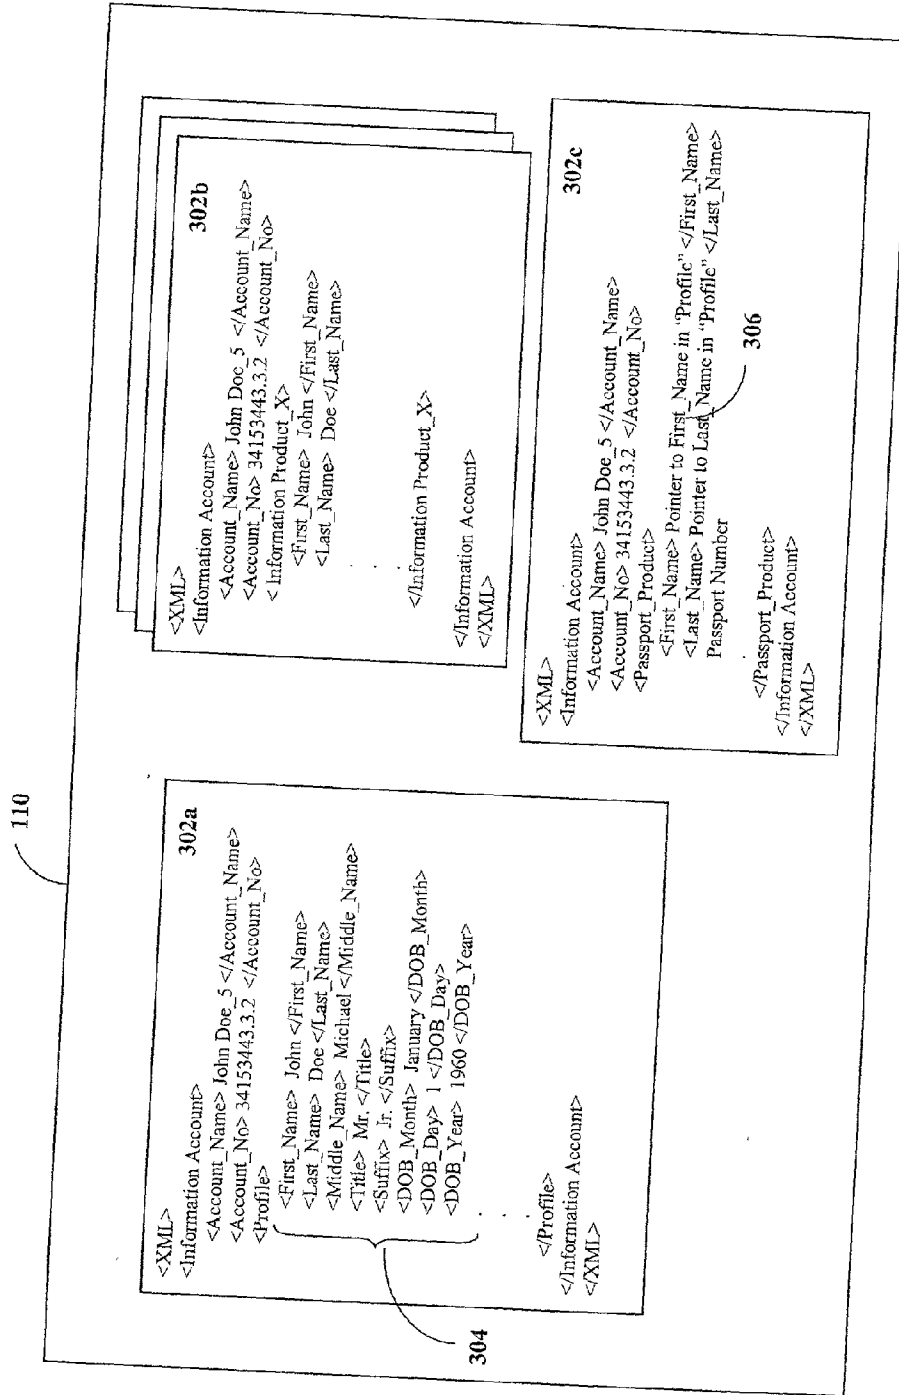 110
302a
<XML>
<Information Account>
<Account_Name> John Doe_5 </Account_Name>
<Account_No> 34153443.3.2 </Account_No>
<Profile>
<First_Name> John </First_Name>
<Last_Name> Doe </Last_Name>
<Middle_Name> Michael </Middle_Name>
<Title> Mr. </Title>
<Suffix> Jr. </Suffix>
<DOB_Month> January </DOB_Month>
<DOB_Day> 1 </DOB_Day>
<DOB_Year> 1960 </DOB_Year>
.
.
.
</Profile>
</Information Account>
</XML>
304
302b
<XML>
<Information Account>
<Account_Name> John Doe_5 </Account_Name>
<Account_No> 34153443.3.2 </Account_No>
< Information Product_X>
<First_Name> John </First_Name>
<Last_Name> Doe </Last_Name>
.
.
</Information Product_X>
</Information Account>
</XML>
302c
<XML>
<Information Account>
<Account_Name> John Doe_5 </Account_Name>
<Account_No> 34153443.3.2 </Account_No>
<Passport_Product>
<First_Name> Pointer to First_Name in “Profile” </First_Name>
<Last_Name> Pointer to Last_Name in “Profile” </Last_Name>
Passport Number
306
.
</Passport_Product>
</Information Account>
</XML>